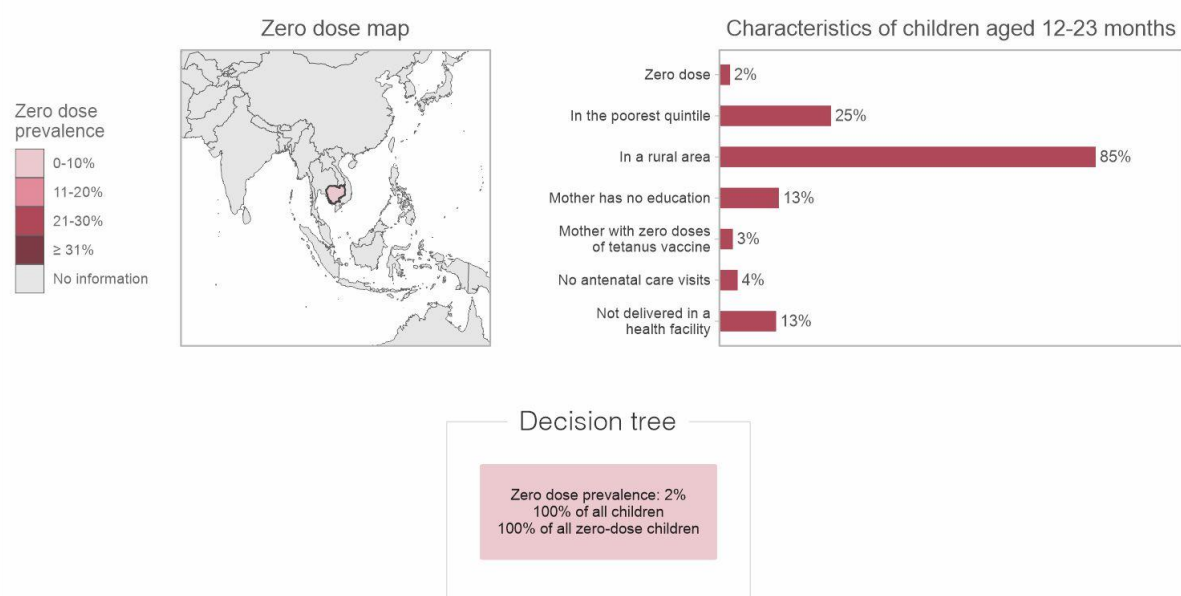 Zero dose map
Zero dose
prevalence
0-10%
11-20%
21-30%
≥ 31%
No information
Characteristics of children aged 12-23 months
Zero dose
2%
In the poorest quintile
25%
In a rural area
85%
Mother has no education
13%
Mother with zero doses
of tetanus vaccine
3%
No antenatal care visits
4%
Not delivered in a
health facility
13%
Decision tree
Zero dose prevalence: 2%
100% of all children
100% of all zero-dose children